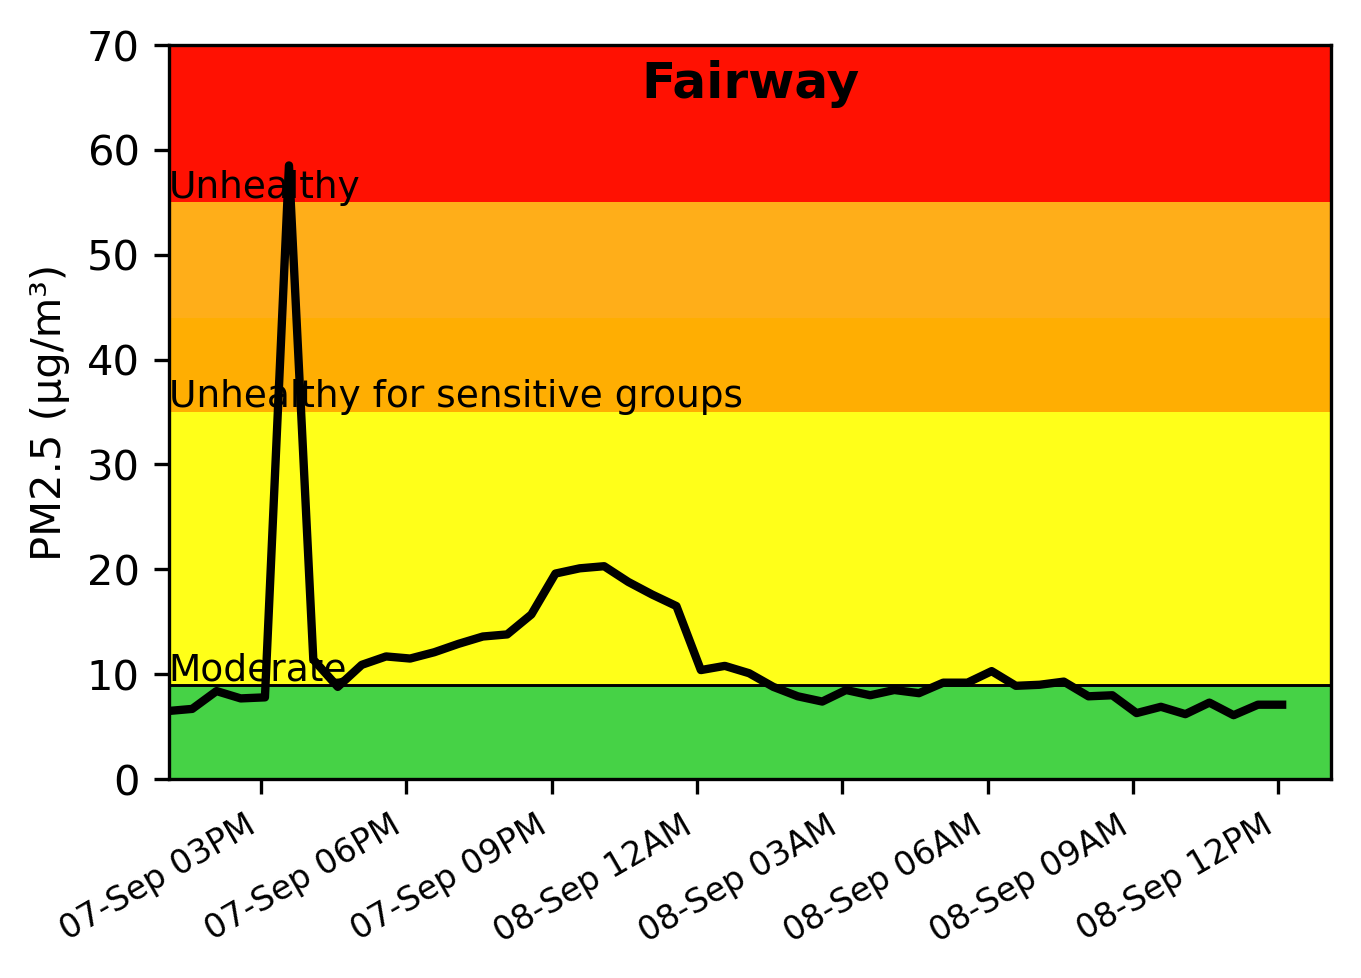 Fairway
PM2.5 (µg/m³)
70
60
50
40
30
20
10
0
Unhealthy
Unhealthy for sensitive groups
Moderate
07-Sep 03PM
07-Sep 06PM
07-Sep 09PM
08-Sep 12AM
08-Sep 03AM
08-Sep 06AM
08-Sep 09AM
08-Sep 12PM